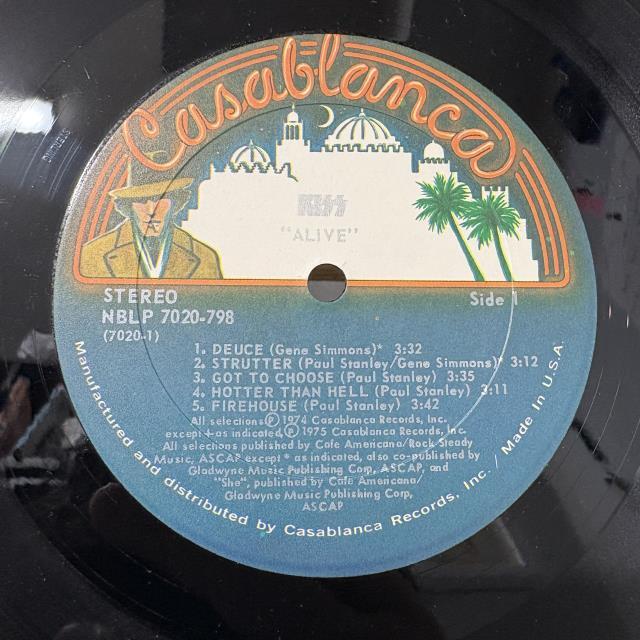 Casablanca
KISS
"ALIVE"
STEREO
NBLP 7020-798
(7020-1)
Side 1
1. DEUCE (Gene Simmons)* 3:32
2. STRUTTER (Paul Stanley/Gene Simmons)* 3:12
3. GOT TO CHOOSE (Paul Stanley) 3:35
4. HOTTER THAN HELL (Paul Stanley) 3:11
5. FIREHOUSE (Paul Stanley) 3:42
All selections Ⓟ 1974 Casablanca Records, Inc.
except + as indicated, Ⓟ 1975 Casablanca Records, Inc.
All selections published by Cafe Americana/Rock Steady
Music, ASCAP except * as indicated, also co-published by
Gladwyne Music Publishing Corp, ASCAP, and
"She", published by Cafe Americana/
Gladwyne Music Publishing Corp,
ASCAP
Manufactured and distributed by Casablanca Records, Inc. / Made In U.S.A.